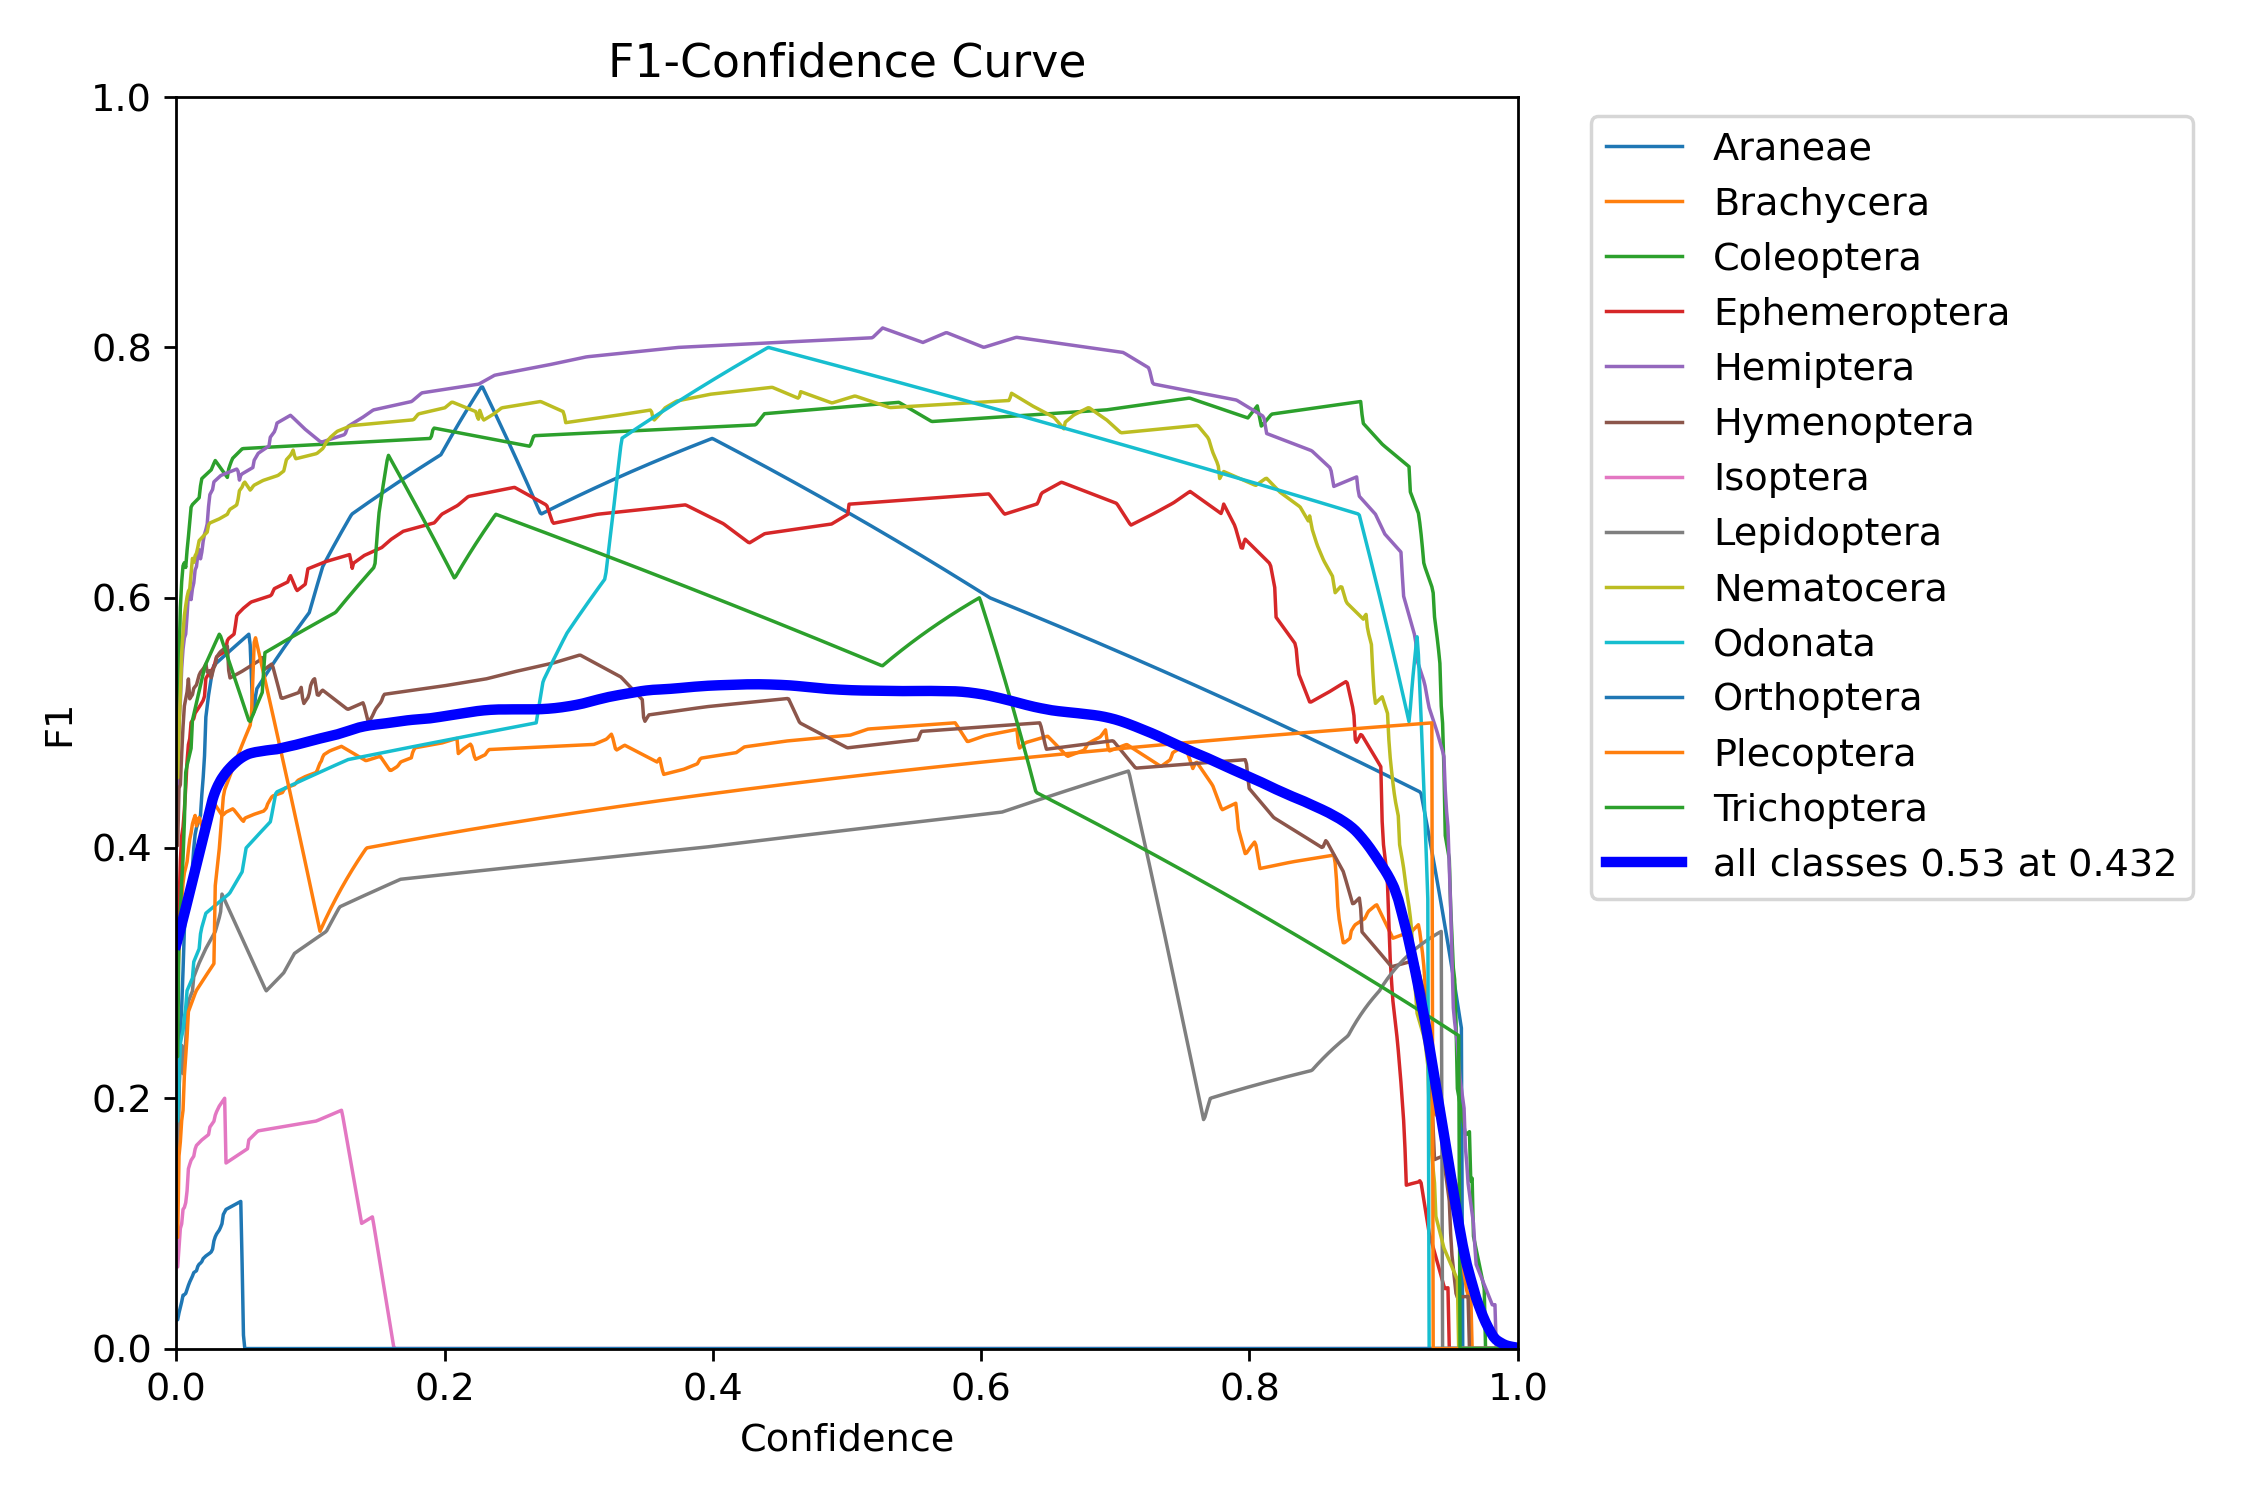 F1-Confidence Curve
1.0
0.8
0.6
0.4
0.2
0.0
F1
0.0 0.2 0.4 0.6 0.8 1.0
Confidence
Araneae
Brachycera
Coleoptera
Ephemeroptera
Hemiptera
Hymenoptera
Isoptera
Lepidoptera
Nematocera
Odonata
Orthoptera
Plecoptera
Trichoptera
all classes 0.53 at 0.432